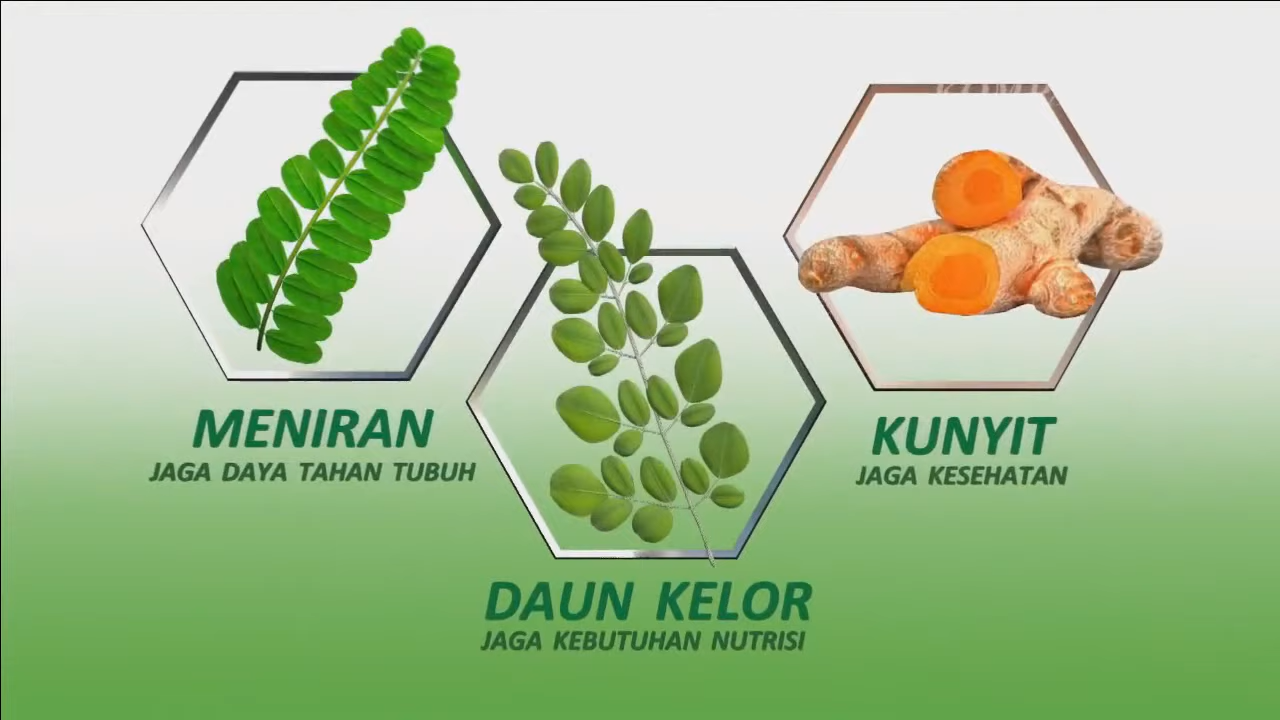 MENIRAN
JAGA DAYA TAHAN TUBUH
DAUN KELOR
JAGA KEBUTUHAN NUTRISI
KUNYIT
JAGA KESEHATAN